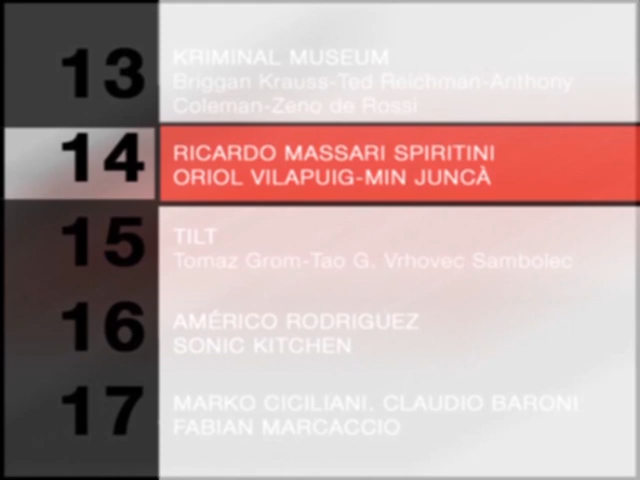 13
KRIMINAL MUSEUM
Briggan Krauss-Ted Reichman-Anthony
Coleman-Zeno de Rossi
14
RICARDO MASSARI SPIRITINI
ORIOL VILAPUIG-MIN JUNCÀ
15
TILT
Tomaz Grom-Tao G. Vrhovec Sambolec
16
AMÉRICO RODRIGUEZ
SONIC KITCHEN
17
MARKO CICILIANI. CLAUDIO BARONI
FABIAN MARCACCIO